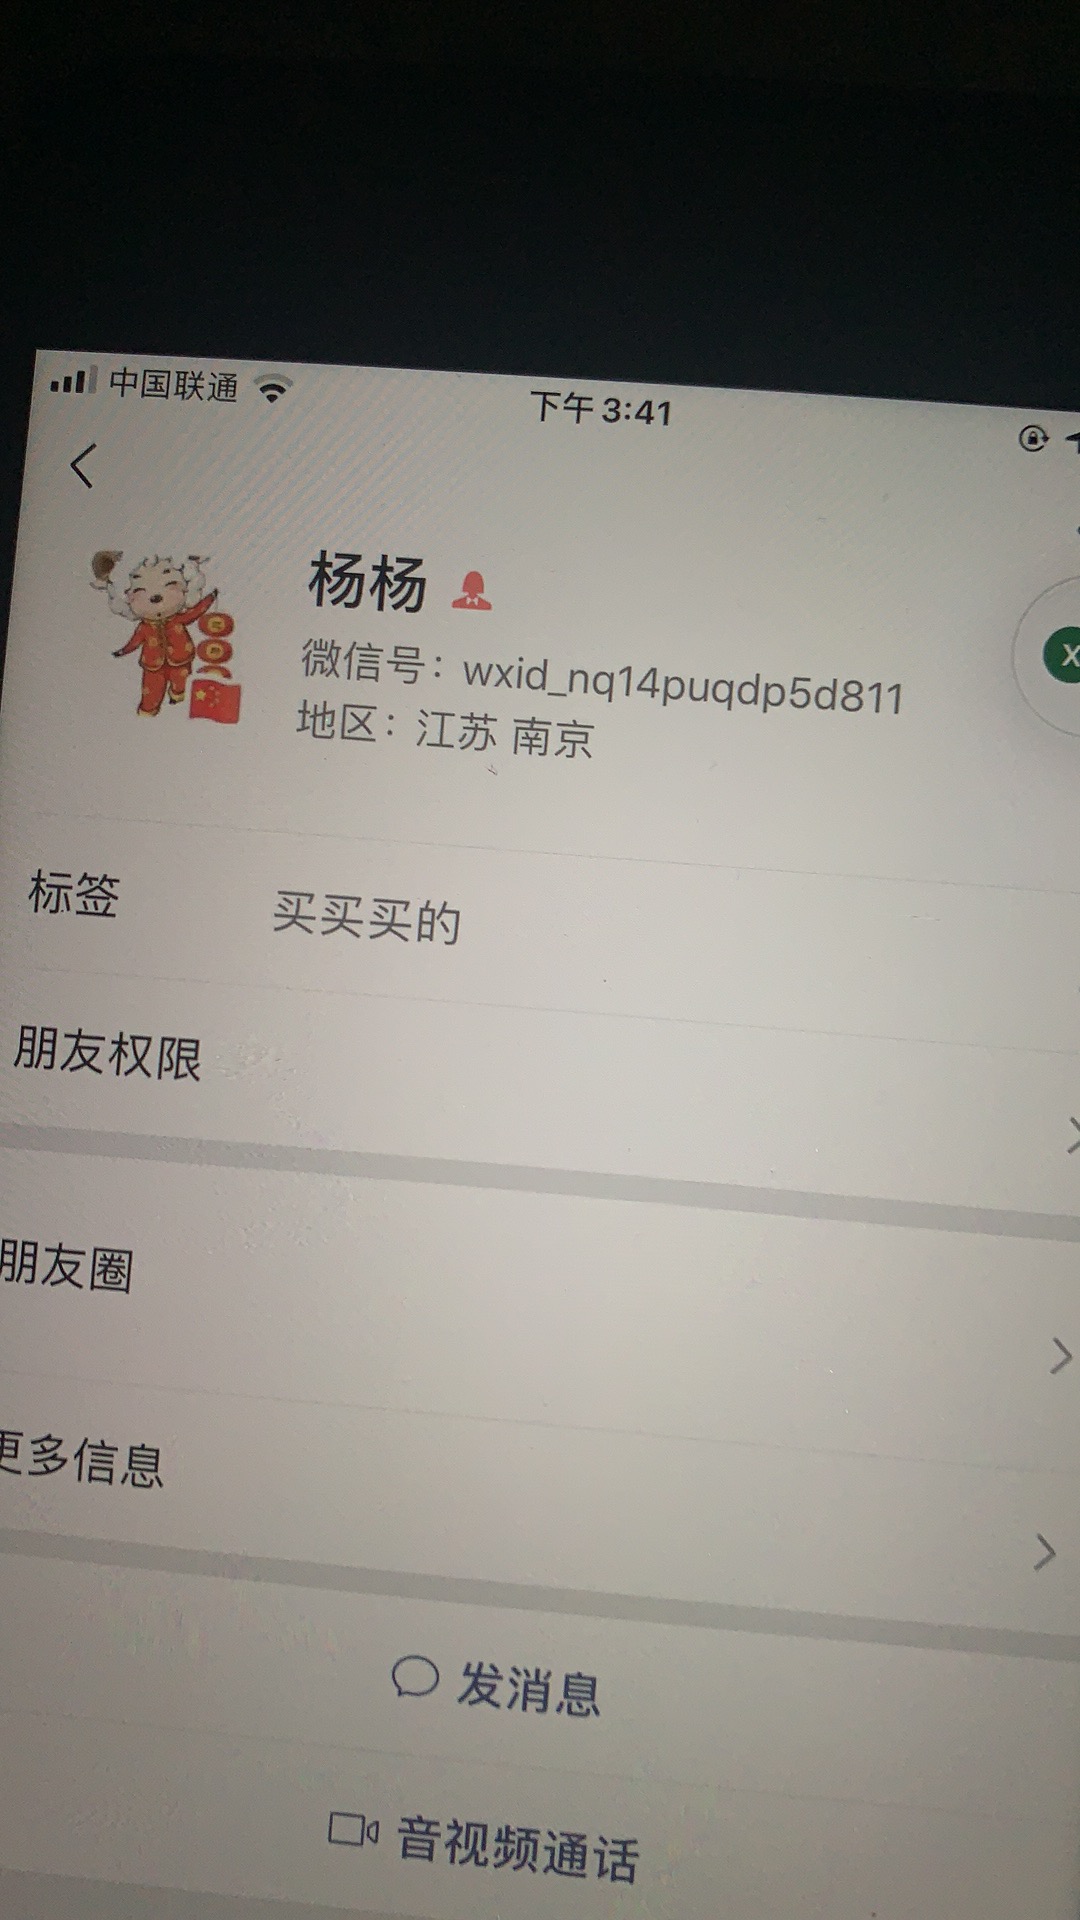 中国联通
下午3:41
杨杨
微信号：wxid_nq14puqdp5d811
地区：江苏 南京
标签 买买买的
朋友权限
朋友圈
更多信息
发消息
音视频通话